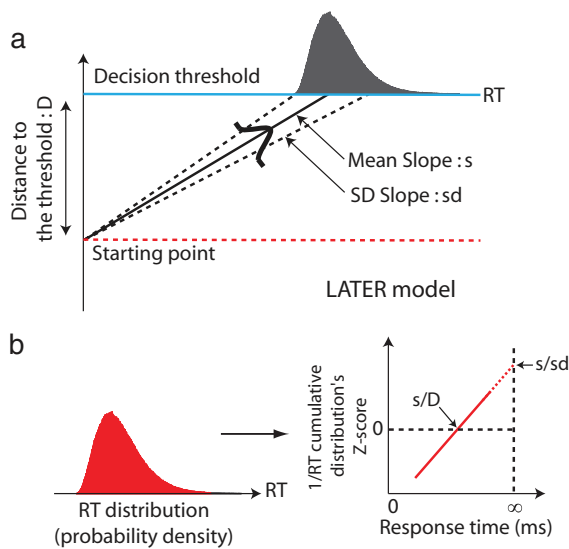 a
Decision threshold
RT
Distance to
the threshold : D
Mean Slope : s
SD Slope : sd
Starting point
LATER model
b
RT
RT distribution
(probability density)
1/RT cumulative
distribution's
Z-score
s/D
s/sd
0
0
∞
Response time (ms)